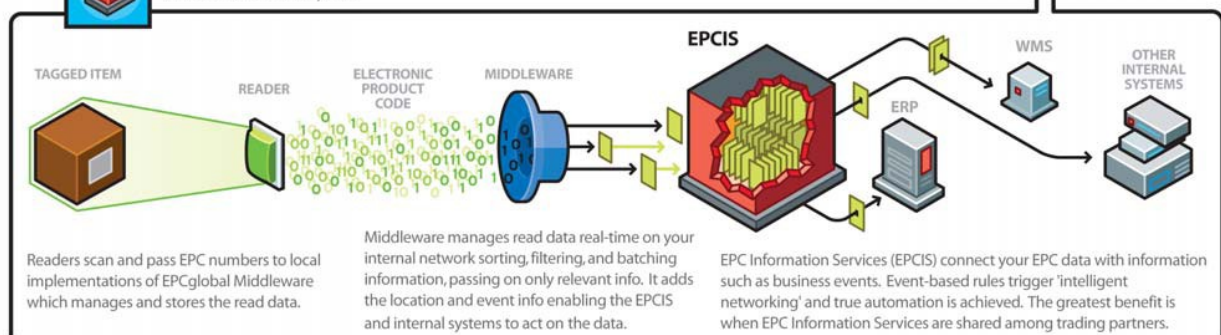 EPCIS
WMS
OTHER
INTERNAL
SYSTEMS
TAGGED ITEM
READER
ELECTRONIC
PRODUCT
CODE
MIDDLEWARE
ERP
Readers scan and pass EPC numbers to local
implementations of EPCglobal Middleware
which manages and stores the read data.
Middleware manages read data real-time on your
internal network sorting, filtering, and batching
information, passing on only relevant info. It adds
the location and event info enabling the EPCIS
and internal systems to act on the data.
EPC Information Services (EPCIS) connect your EPC data with information
such as business events. Event-based rules trigger 'intelligent
networking' and true automation is achieved. The greatest benefit is
when EPC Information Services are shared among trading partners.